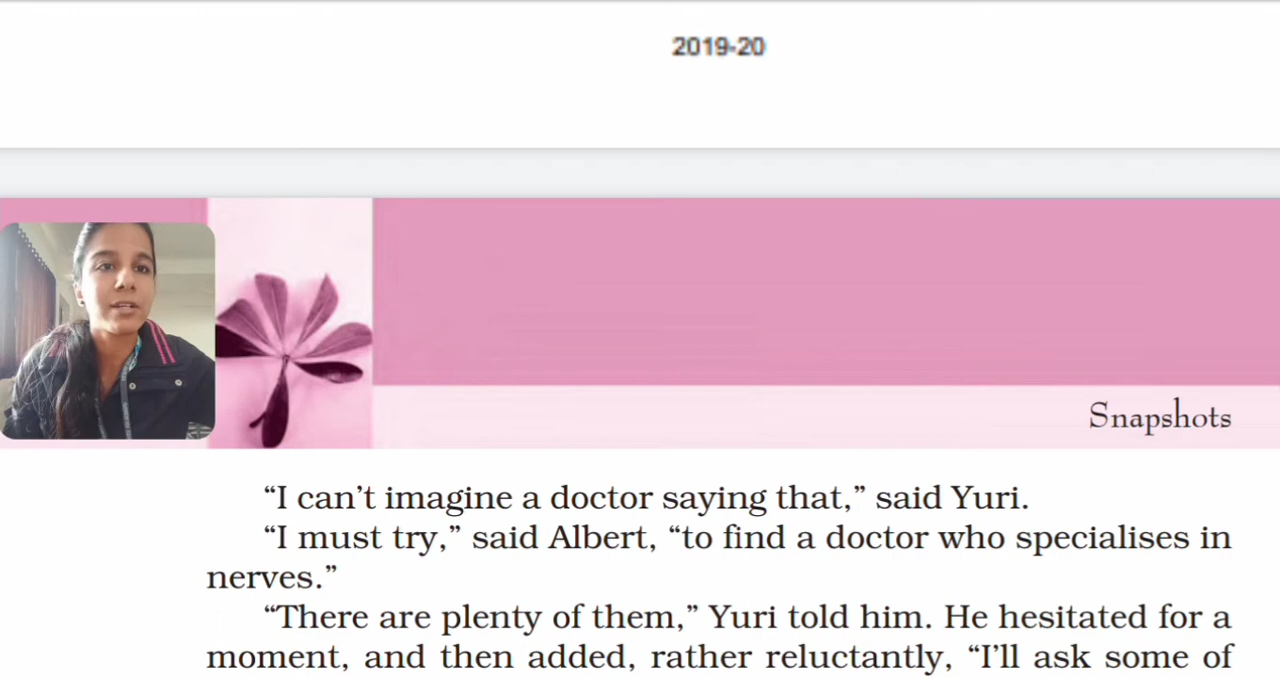 2019-20
Snapshots
“I can’t imagine a doctor saying that,” said Yuri.
“I must try,” said Albert, “to find a doctor who specialises in
nerves.”
“There are plenty of them,” Yuri told him. He hesitated for a
moment, and then added, rather reluctantly, “I’ll ask some of